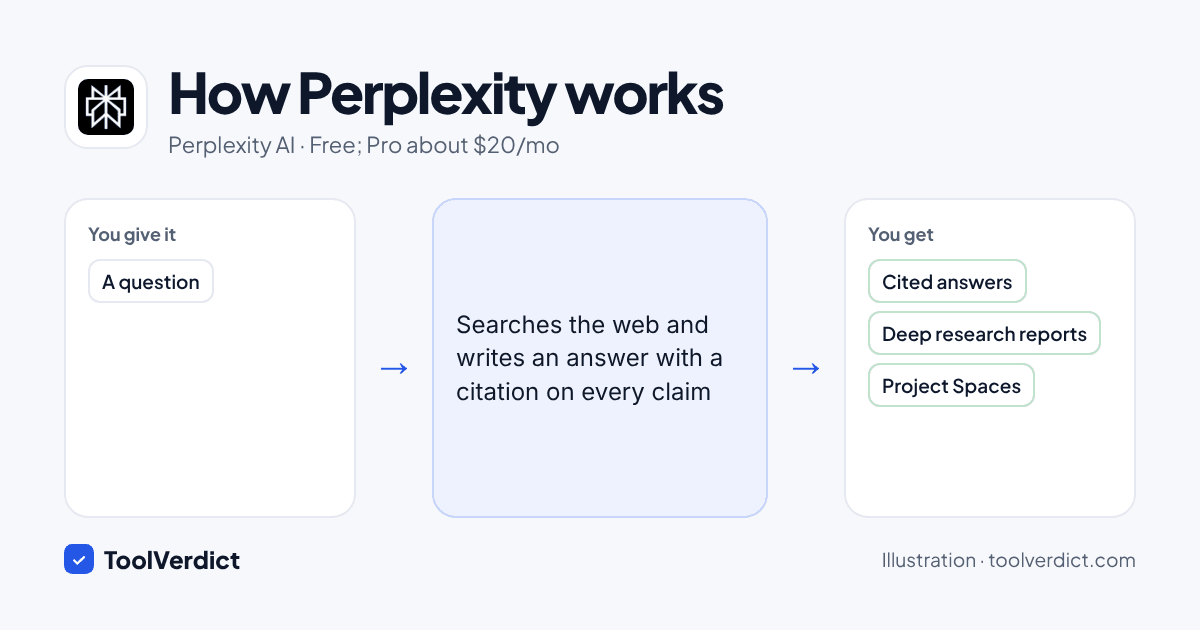 How Perplexity works
Perplexity AI · Free; Pro about $20/mo
You give it
A question
→
Searches the web and
writes an answer with a
citation on every claim
→
You get
Cited answers
Deep research reports
Project Spaces
ToolVerdict
Illustration · toolverdict.com